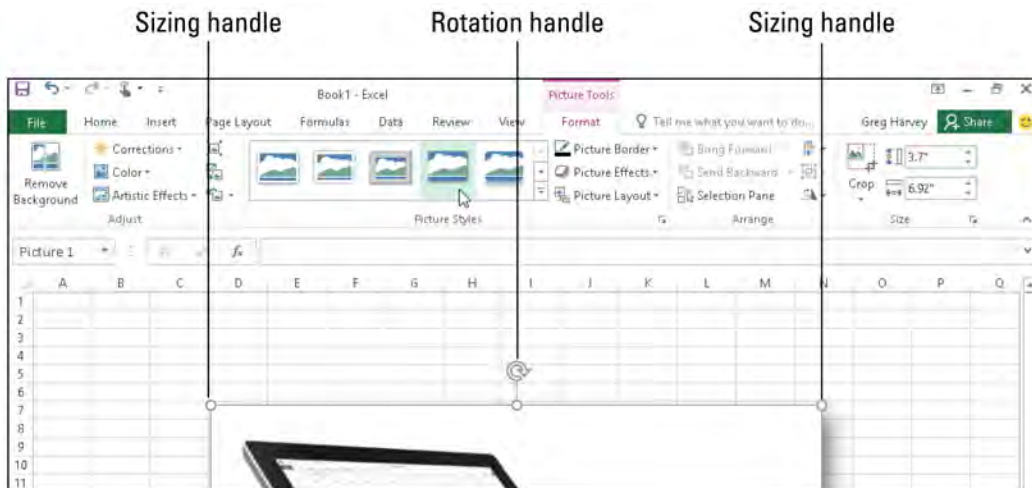 Sizing handle Rotation handle Sizing handle
Book1 - Excel Picture Tools
File Home Insert Page Layout Formulas Data Review View Format Tell me what you want to do... Greg Harvey Share
Remove Background Corrections Color Artistic Effects Picture Border Picture Effects Picture Layout Bring Forward Send Backward Selection Pane Crop 3.7" 6.92"
Adjust Picture Styles Arrange Size
Picture 1 fx
A B C D E F G H I J K L M N O P Q
1
2
3
4
5
6
7
8
9
10
11